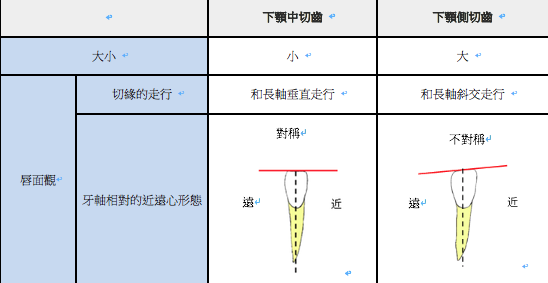 下顎中切齒 下顎側切齒
大小 小 大
切緣的走行 和長軸垂直走行 和長軸斜交走行
對稱 不對稱
唇面觀 牙軸相對的近遠心形態
遠 近 遠 近